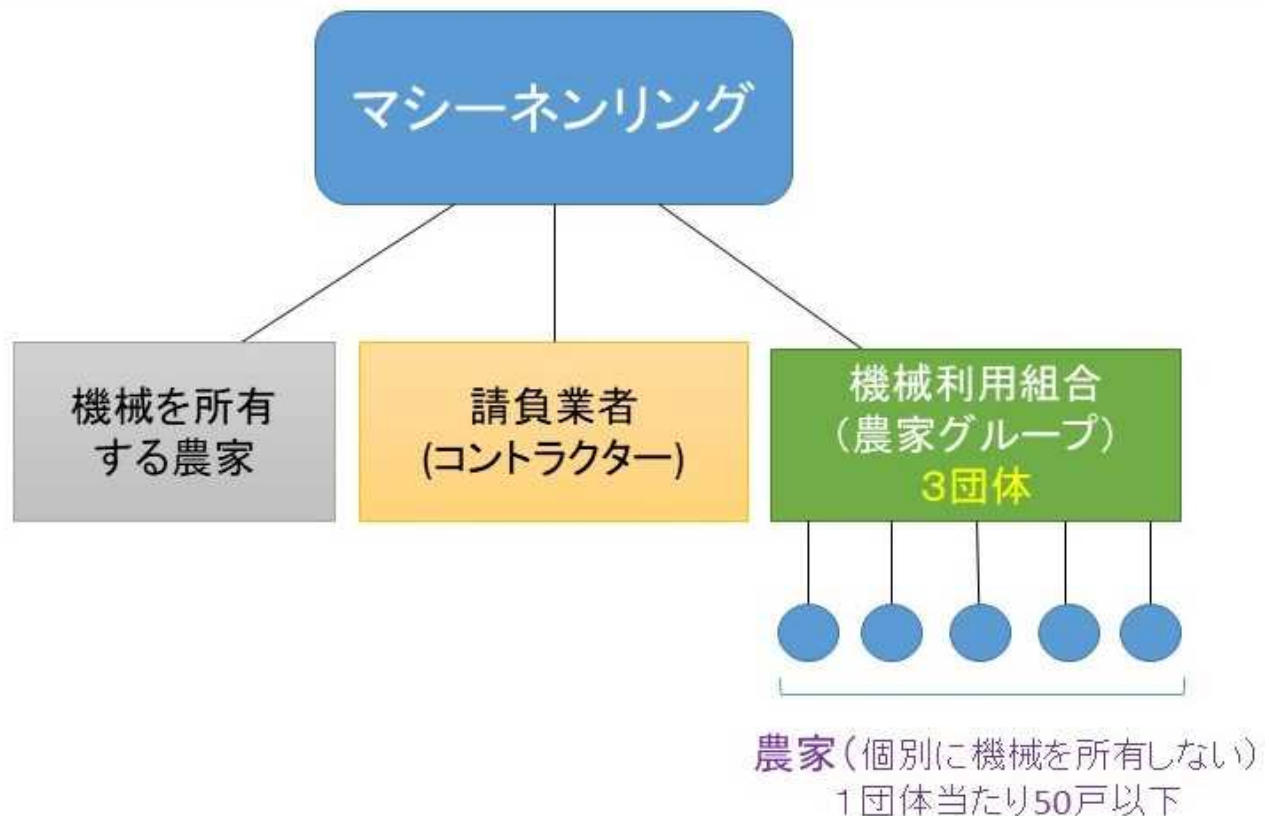 マシーネンリング
機械を所有
する農家
請負業者
(コントラクター)
機械利用組合
（農家グループ）
３団体
農家（個別に機械を所有しない）
１団体当たり50戸以下